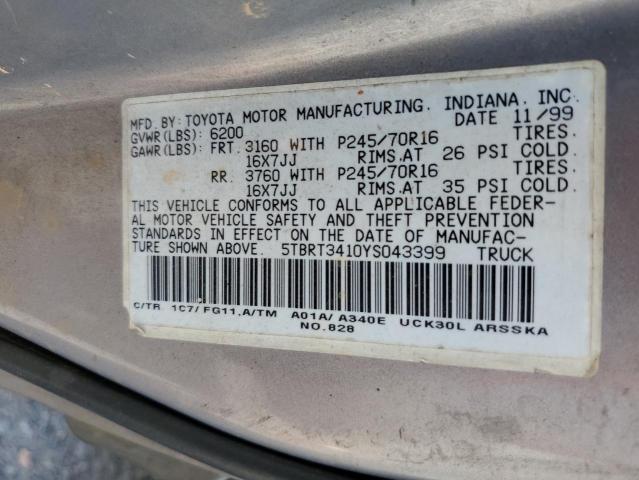 MFD. BY: TOYOTA MOTOR MANUFACTURING, INDIANA, INC.
GVWR(LBS): 6200 DATE 11/99
GAWR(LBS): FRT. 3160 WITH P245/70R16 TIRES.
16X7JJ RIMS.AT 26 PSI COLD.
RR. 3760 WITH P245/70R16 TIRES.
16X7JJ RIMS.AT 35 PSI COLD.
THIS VEHICLE CONFORMS TO ALL APPLICABLE FEDER-
AL MOTOR VEHICLE SAFETY AND THEFT PREVENTION
STANDARDS IN EFFECT ON THE DATE OF MANUFAC-
TURE SHOWN ABOVE. 5TBRT3410YS043399 TRUCK
C/TR 1C7/FG11,A/TM A01A/A340E UCK30L ARSSKA
NO.828